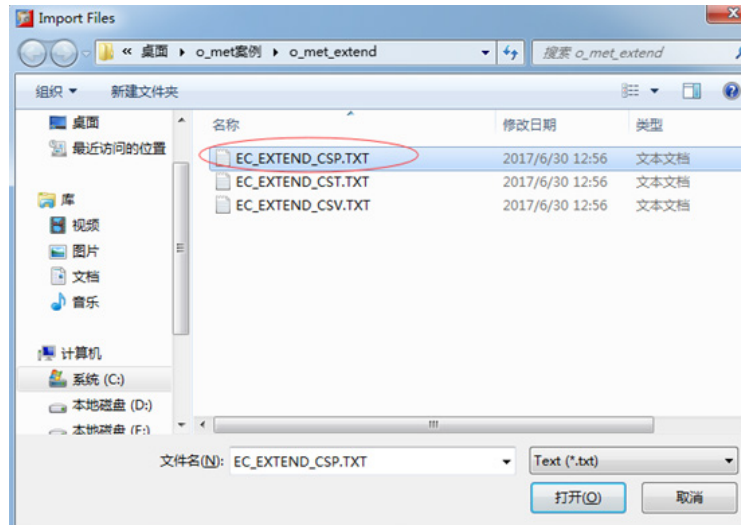 Import Files
« 桌面 ▸ o_met案例 ▸ o_met_extend
搜索 o_met_extend
组织 新建文件夹
桌面
最近访问的位置
库
视频
图片
文档
音乐
计算机
系统 (C:)
本地磁盘 (D:)
本地磁盘 (E:)
名称 修改日期 类型
EC_EXTEND_CSP.TXT 2017/6/30 12:56 文本文档
EC_EXTEND_CST.TXT 2017/6/30 12:56 文本文档
EC_EXTEND_CSV.TXT 2017/6/30 12:56 文本文档
文件名(N): EC_EXTEND_CSP.TXT Text (*.txt)
打开(O) 取消